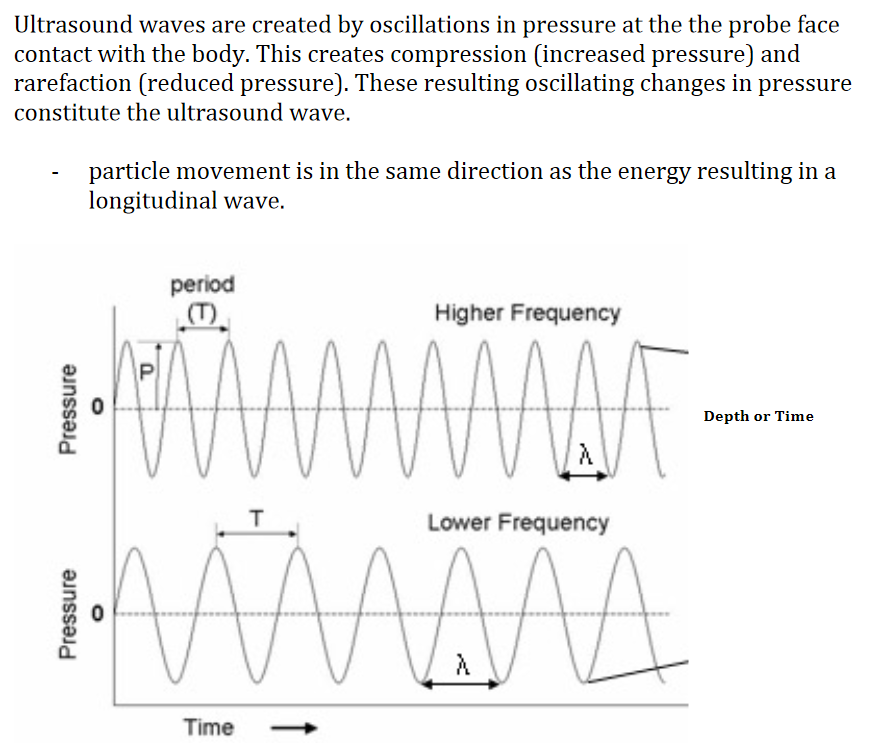 Ultrasound waves are created by oscillations in pressure at the the probe face
contact with the body. This creates compression (increased pressure) and
rarefaction (reduced pressure). These resulting oscillating changes in pressure
constitute the ultrasound wave.
- particle movement is in the same direction as the energy resulting in a
longitudinal wave.
period
(T)
Higher Frequency
P
Pressure
0
Depth or Time
λ
T
Lower Frequency
Pressure
0
λ
Time